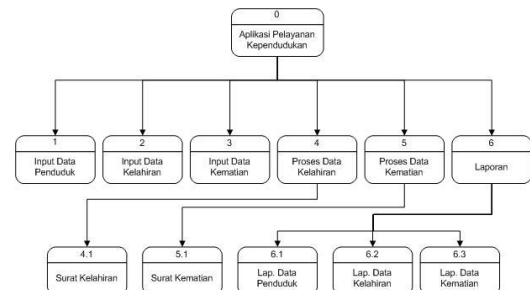 0
Aplikasi Pelayanan
Kependudukan
1
Input Data
Penduduk
2
Input Data
Kelahiran
3
Input Data
Kematian
4
Proses Data
Kelahiran
5
Proses Data
Kematian
6
Laporan
4.1
Surat Kelahiran
5.1
Surat Kematian
6.1
Lap. Data
Penduduk
6.2
Lap. Data
Kelahiran
6.3
Lap. Data
Kematian